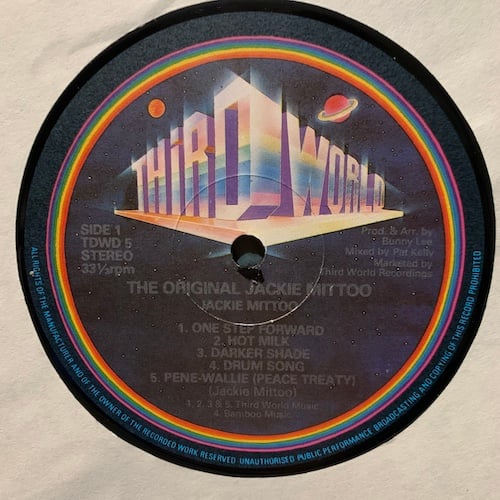 THIRD WORLD
SIDE 1
TDWD 5
STEREO
33⅓rpm
Prod. & Arr. by
Bunny Lee
Mixed by Pat Kelly
Marketed by
Third World Recordings
THE ORIGINAL JACKIE MITTOO
JACKIE MITTOO
1. ONE STEP FORWARD
2. HOT MILK
3. DARKER SHADE
4. DRUM SONG
5. PENE-WALLIE (PEACE TREATY)
(Jackie Mittoo)
1, 2, 3 & 5. Third World Music
4. Bamboo Music
ALL RIGHTS OF THE MANUFACTURER AND OF THE OWNER OF THE RECORDED WORK RESERVED UNAUTHORISED PUBLIC PERFORMANCE BROADCASTING AND COPYING OF THIS RECORD PROHIBITED